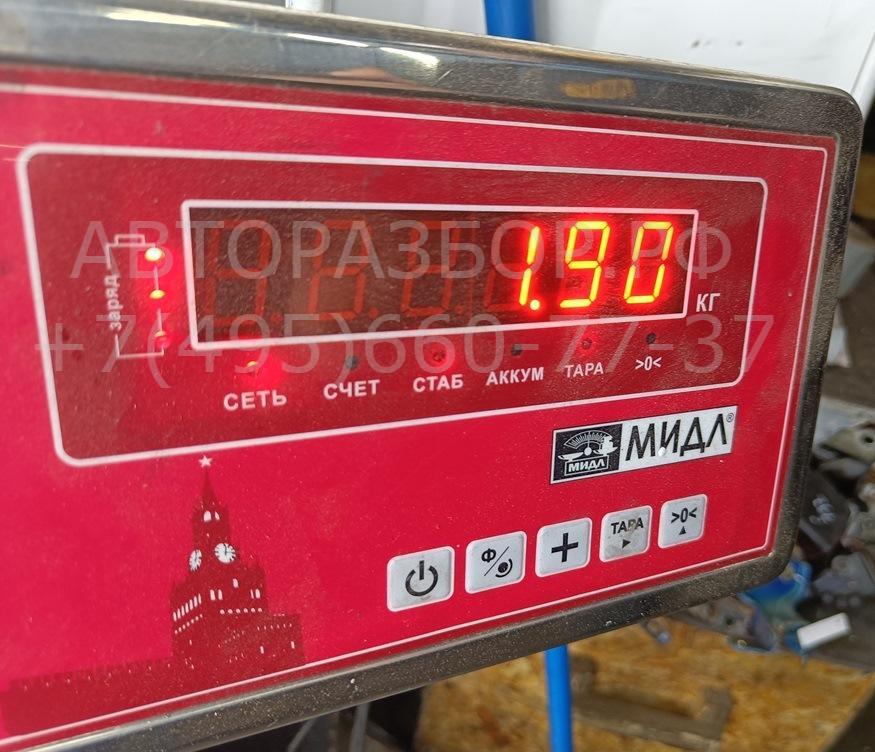 АВТОРАЗБОР.РФ
+7(495)660-77-37
заряд
1.90
КГ
СЕТЬ СЧЕТ СТАБ АККУМ ТАРА >0<
МИДЛ МИДЛ®
Ф ТАРА >0<